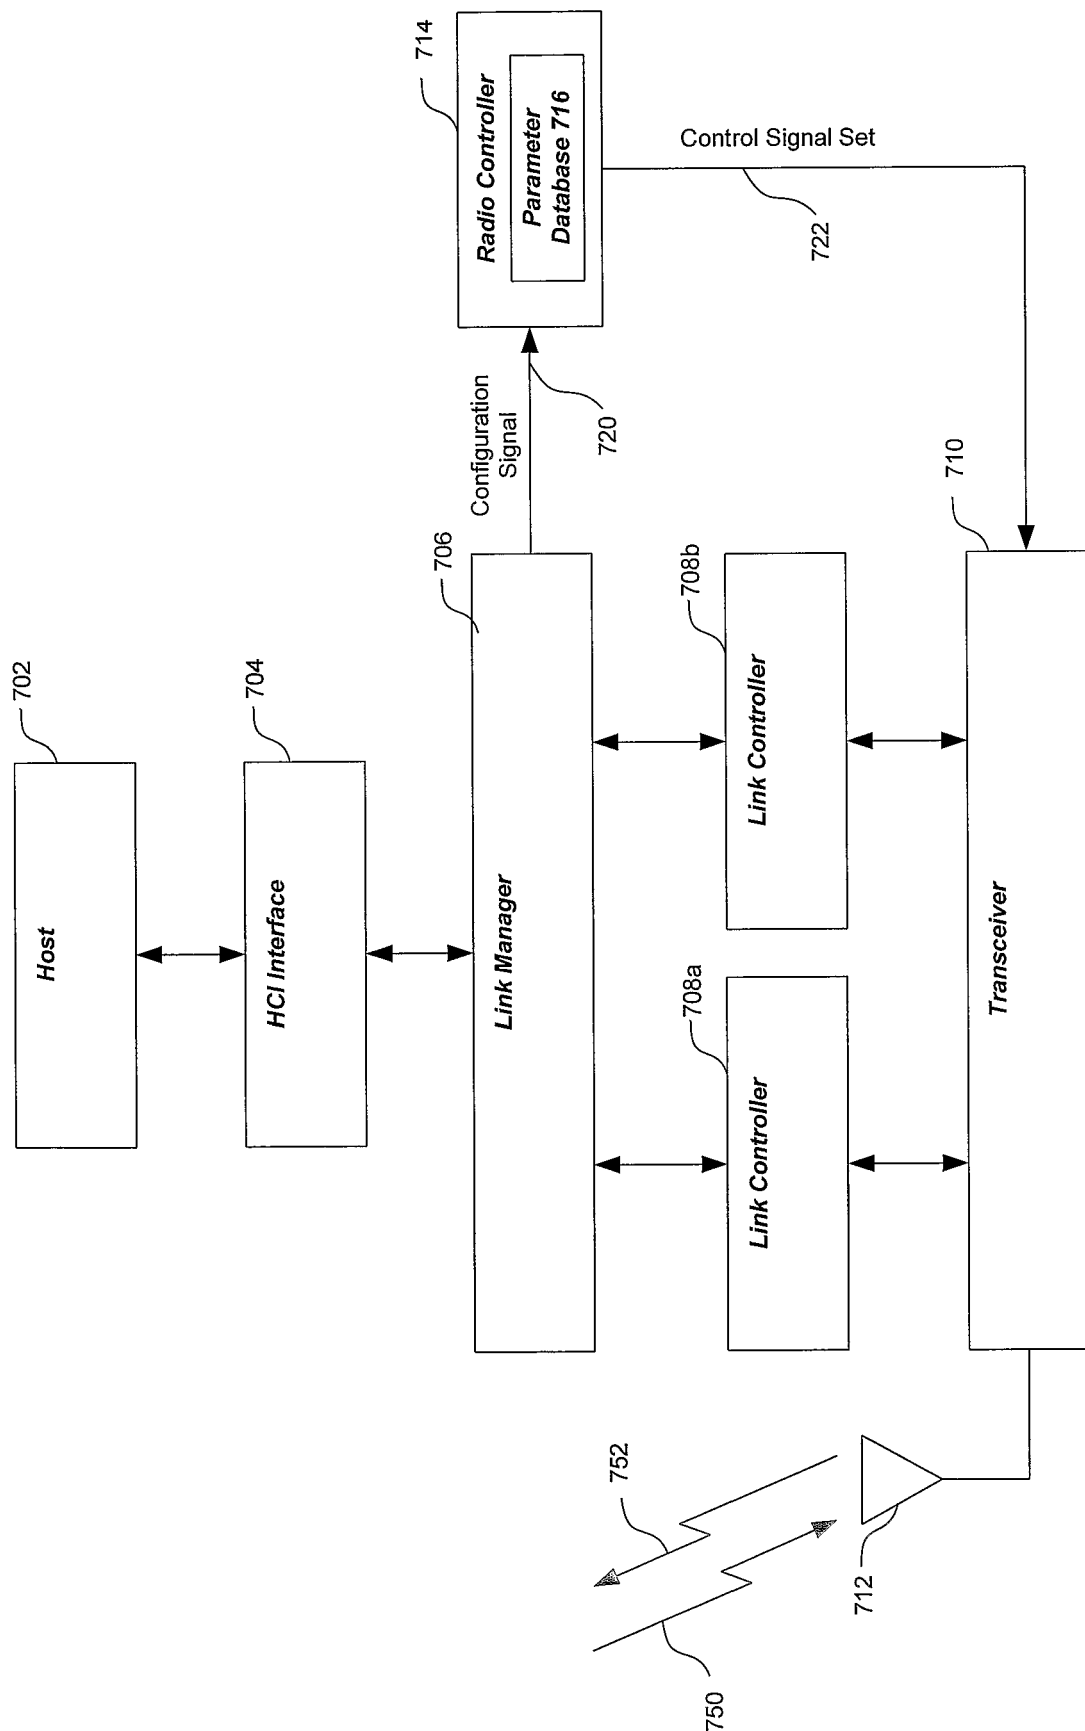 702
Host
704
HCI Interface
706
Link Manager
Configuration
Signal
720
714
Radio Controller
Parameter
Database 716
Control Signal Set
722
708a
Link Controller
708b
Link Controller
710
Transceiver
712
750
752